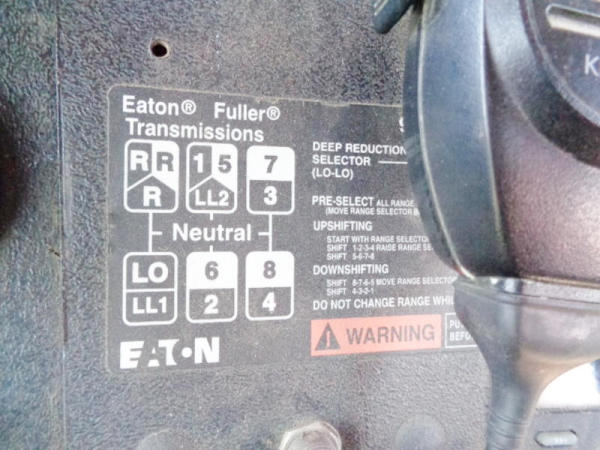 Eaton® Fuller®
Transmissions
R R 1 5 7
R LL2 3
Neutral
LO 6 8
LL1 2 4
EATON
DEEP REDUCTION
SELECTOR
(LO-LO)
PRE-SELECT ALL RANGE
(MOVE RANGE SELECTOR
UPSHIFTING
START WITH RANGE SELECTOR
SHIFT 1-2-3-4 RAISE RANGE
SHIFT 5-6-7-8
DOWNSHIFTING
SHIFT 8-7-6-5 MOVE RANGE SELECTOR
SHIFT 4-3-2-1
DO NOT CHANGE RANGE
WARNING
K